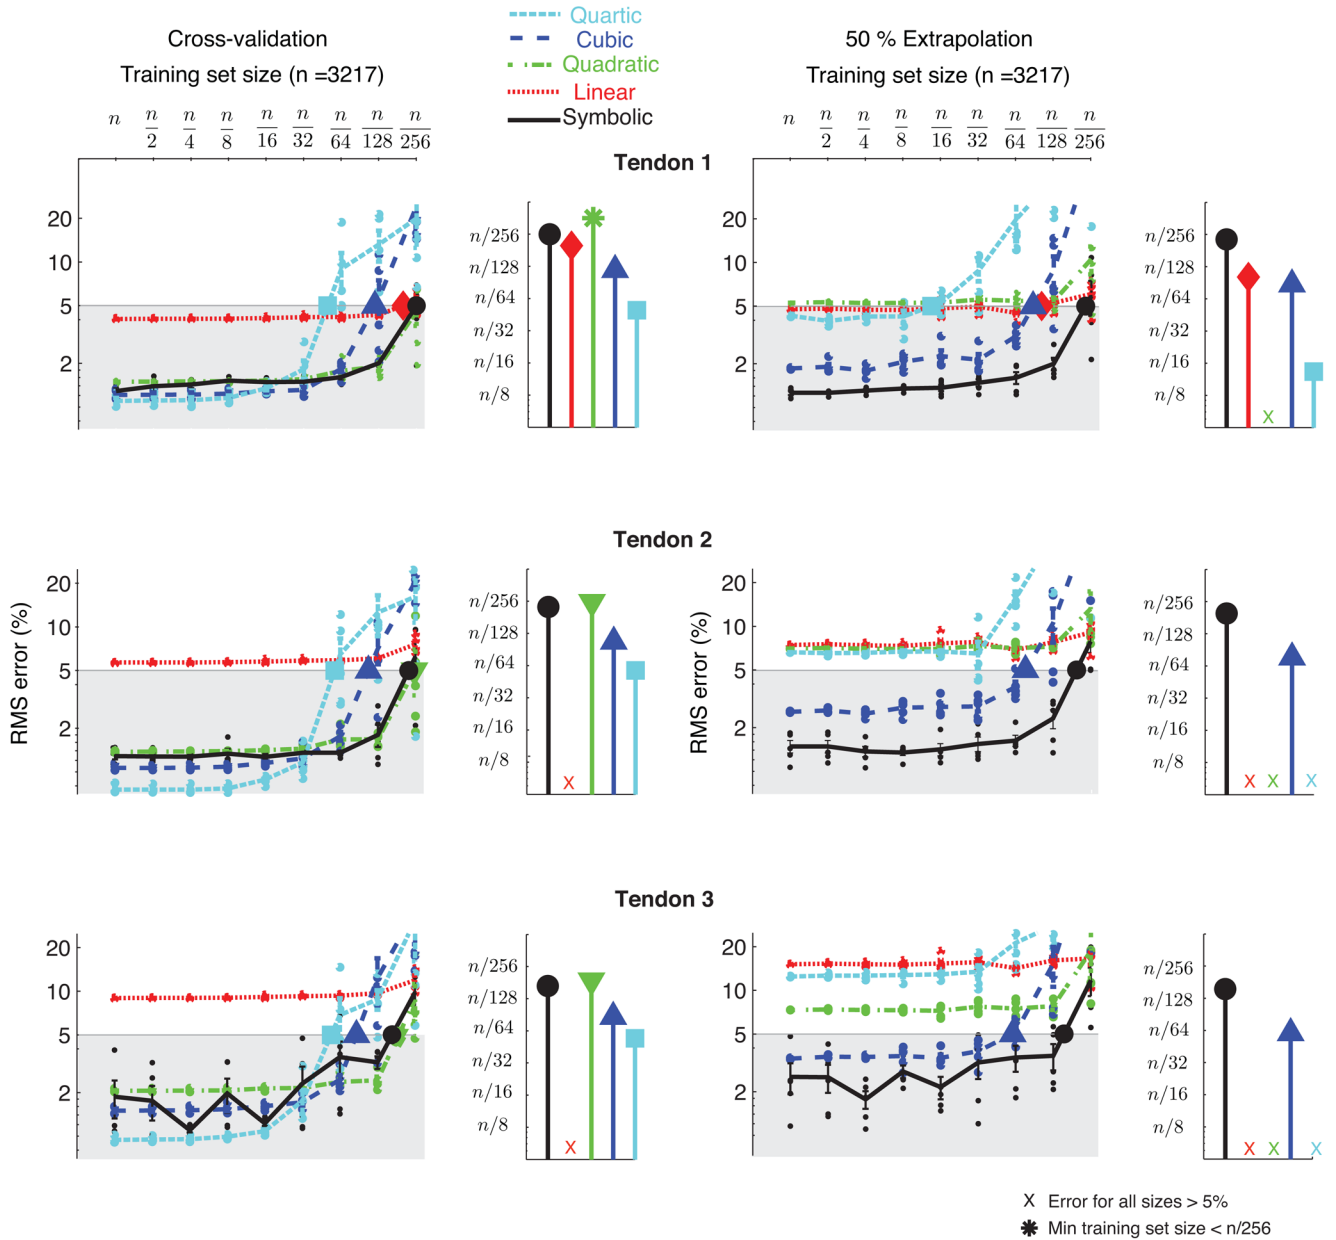 Quartic
Cubic
Quadratic
Linear
Symbolic
Cross-validation
Training set size (n =3217)
n n/2 n/4 n/8 n/16 n/32 n/64 n/128 n/256
50 % Extrapolation
Training set size (n =3217)
n n/2 n/4 n/8 n/16 n/32 n/64 n/128 n/256
Tendon 1
20
10
5
2
n/256
n/128
n/64
n/32
n/16
n/8
20
10
5
2
n/256
n/128
n/64
n/32
n/16
n/8
X
Tendon 2
RMS error (%)
20
10
5
2
n/256
n/128
n/64
n/32
n/16
n/8
X
RMS error (%)
20
10
5
2
n/256
n/128
n/64
n/32
n/16
n/8
X X X
Tendon 3
20
10
5
2
n/256
n/128
n/64
n/32
n/16
n/8
X
20
10
5
2
n/256
n/128
n/64
n/32
n/16
n/8
X X X
X Error for all sizes > 5%
Min training set size < n/256